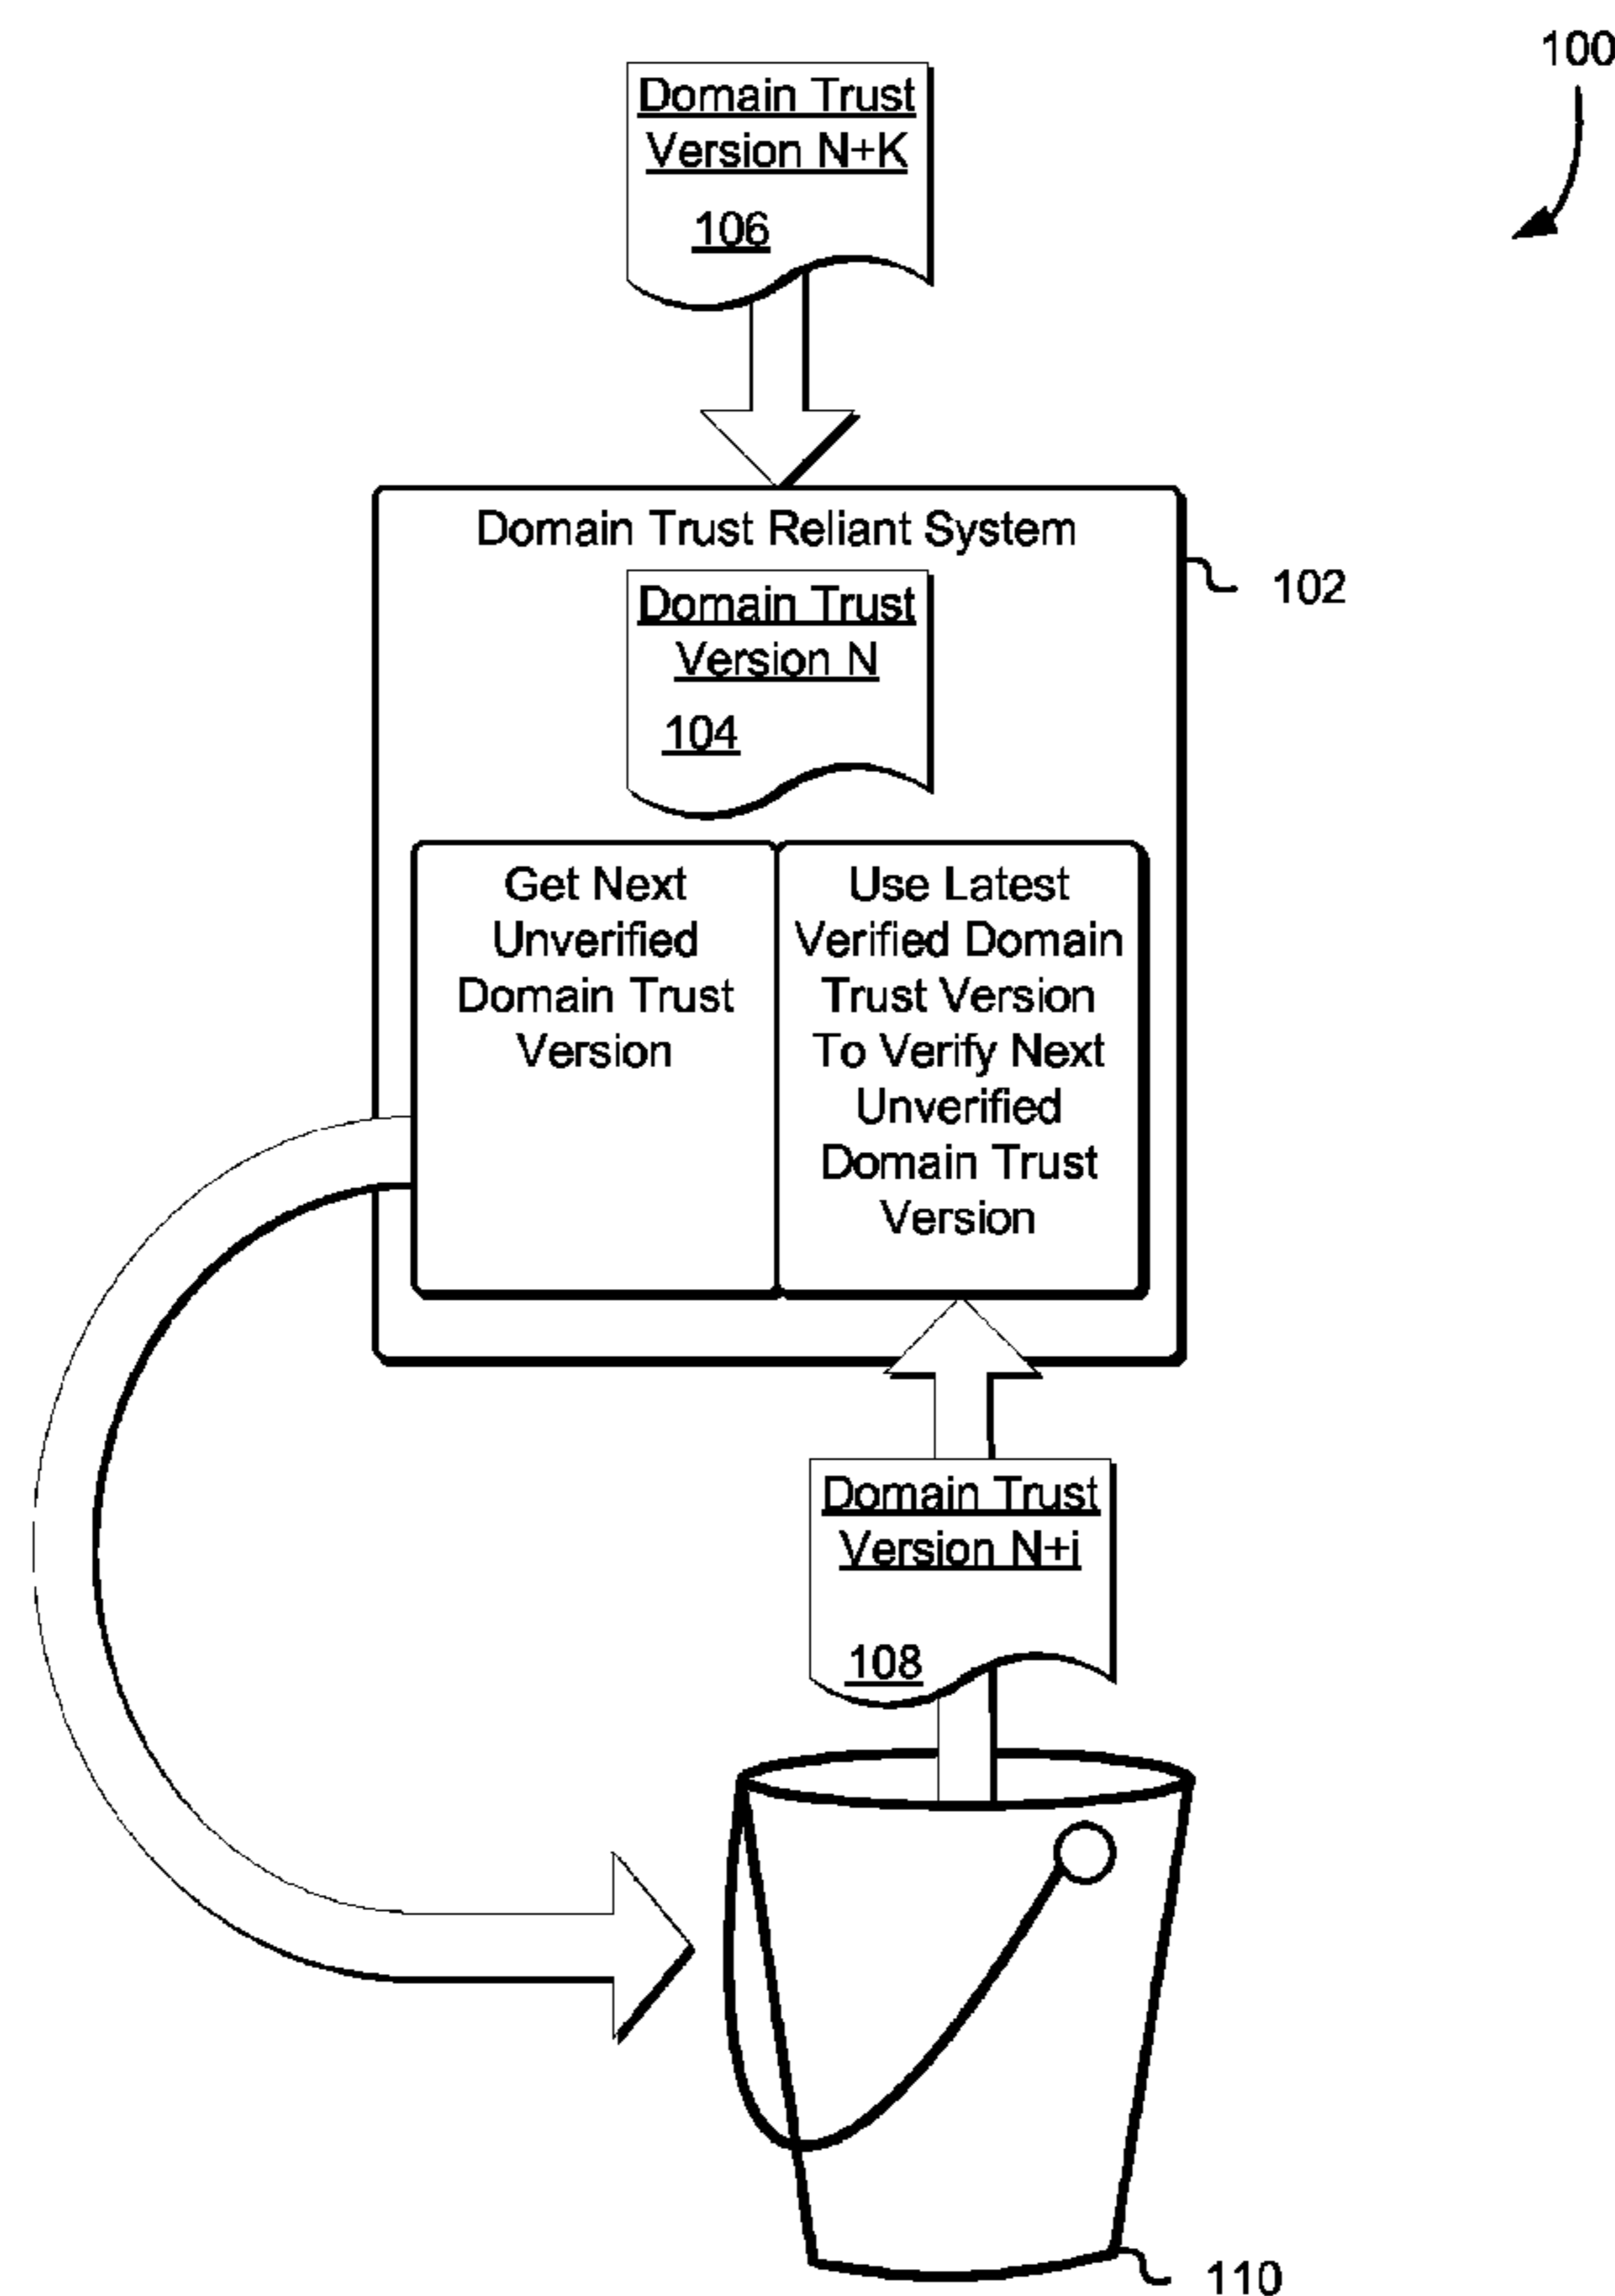 100
Domain Trust
Version N+K
106
Domain Trust Reliant System
102
Domain Trust
Version N
104
Get Next
Unverified
Domain Trust
Version
Use Latest
Verified Domain
Trust Version
To Verify Next
Unverified
Domain Trust
Version
Domain Trust
Version N+i
108
110